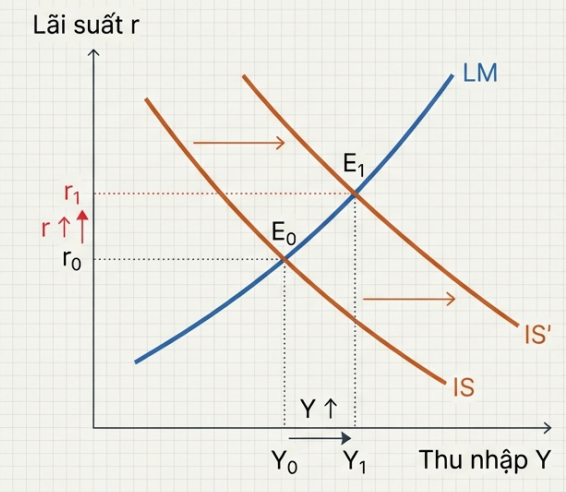 Lãi suất r
LM
E₁
r₁
r ↑
E₀
r₀
IS'
IS
Y ↑
Y₀
Y₁
Thu nhập Y